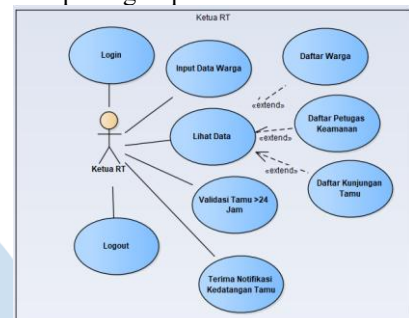 Ketua RT
Login
Input Data Warga
Daftar Warga
«extend»
Lihat Data
Daftar Petugas
Keamanan
«extend»
Ketua RT
«extend»
Daftar Kunjungan
Tamu
Validasi Tamu >24
Jam
Logout
Terima Notifikasi
Kedatangan Tamu